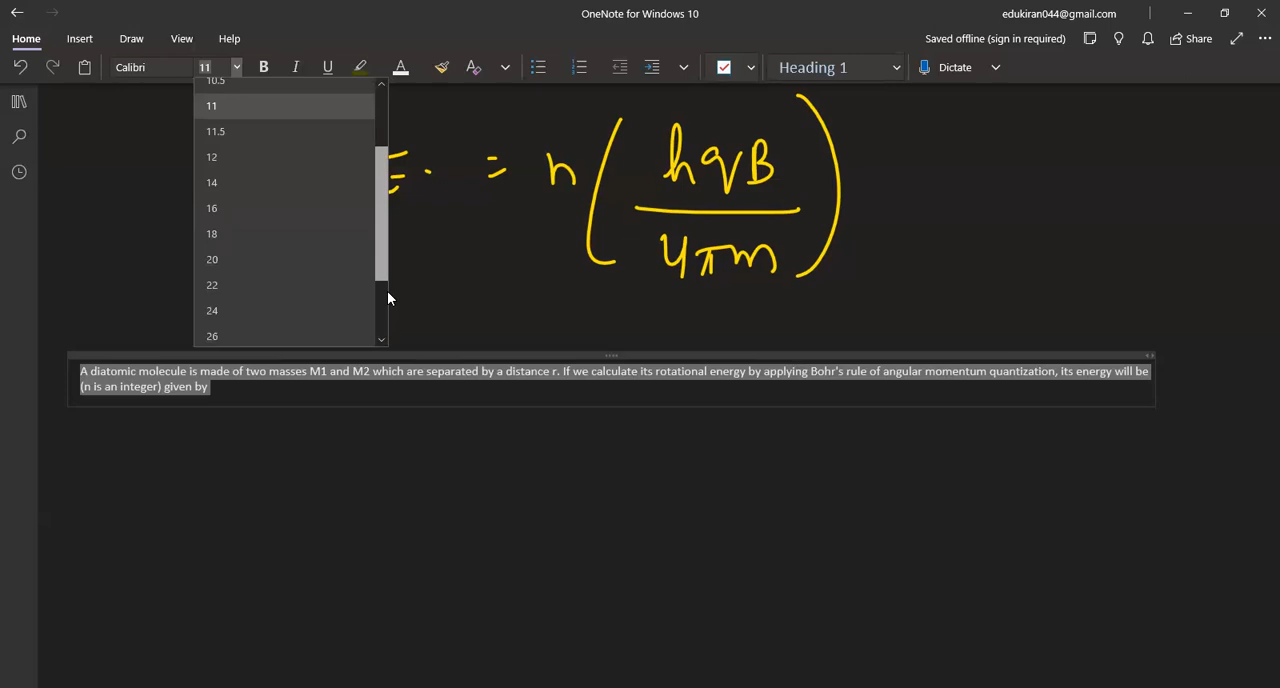 OneNote for Windows 10
edukiran044@gmail.com
Home Insert Draw View Help
Saved offline (sign in required) Share
Calibri 11 B I U A Heading 1 Dictate
10.5
11
11.5
12
14
16
18
20
22
24
26
E. = n ( hqB / 4πm )
A diatomic molecule is made of two masses M1 and M2 which are separated by a distance r. If we calculate its rotational energy by applying Bohr's rule of angular momentum quantization, its energy will be
(n is an integer) given by